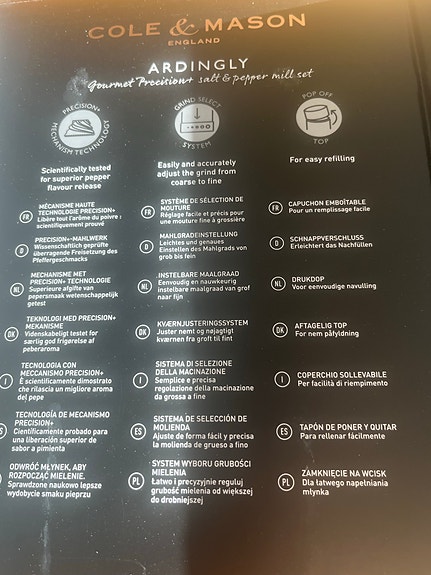 COLE & MASON
ENGLAND
ARDINGLY
Gourmet Precision+ salt & pepper mill set
PRECISION+
MECHANISM TECHNOLOGY
Scientifically tested
for superior pepper
flavour release
FR
MÉCANISME HAUTE
TECHNOLOGIE PRECISION+
Libère tout l'arôme du poivre :
scientifiquement prouvé
D
PRECISION+-MAHLWERK
Wissenschaftlich geprüfte
überragende Freisetzung des
Pfeffergeschmacks
NL
MECHANISME MET
PRECISION+ TECHNOLOGIE
Superieure afgifte van
pepersmaak wetenschappelijk
getest
DK
TEKNOLOGI MED PRECISION+
MEKANISME
Videnskabeligt testet for
særlig god frigørelse af
peberaroma
I
TECNOLOGIA CON
MECCANISMO PRECISION+
È scientificamente dimostrato
che rilascia un migliore aroma
del pepe
ES
TECNOLOGÍA DE MECANISMO
PRECISION+
Científicamente probado para
una liberación superior de
sabor a pimienta
ODWRÓĆ MŁYNEK, ABY
ROZPOCZĄĆ MIELENIE.
Sprawdzone naukowo lepsze
wydobycie smaku pieprzu
GRIND SELECT
SYSTEM
Easily and accurately
adjust the grind from
coarse to fine
FR
SYSTÈME DE SÉLECTION DE
MOUTURE
Réglage facile et précis pour
une mouture fine à grossière
D
MAHLGRADEINSTELLUNG
Leichtes und genaues
Einstellen des Mahlgrads von
grob bis fein
NL
INSTELBARE MAALGRAAD
Eenvoudig en nauwkeurig
instelbare maalgraad van grof
naar fijn
DK
KVÆRNJUSTERINGSSYSTEM
Juster nemt og nøjagtigt
kværnen fra groft til fint
I
SISTEMA DI SELEZIONE
DELLA MACINAZIONE
Semplice e precisa
regolazione della macinazione
da grossa a fine
ES
SISTEMA DE SELECCIÓN DE
MOLIENDA
Ajuste de forma fácil y precisa
la molienda de grueso a fino
PL
SYSTEM WYBORU GRUBOŚCI
MIELENIA
Łatwo i precyzyjnie reguluj
grubość mielenia od większej
do drobniejszej
POP OFF
TOP
For easy refilling
FR
CAPUCHON EMBOÎTABLE
Pour un remplissage facile
D
SCHNAPPVERSCHLUSS
Erleichtert das Nachfüllen
NL
DRUKDOP
Voor eenvoudige navulling
DK
AFTAGELIG TOP
For nem påfyldning
I
COPERCHIO SOLLEVABILE
Per facilità di riempimento
ES
TAPÓN DE PONER Y QUITAR
Para rellenar fácilmente
PL
ZAMKNIĘCIE NA WCISK
Dla łatwego napełniania
młynka